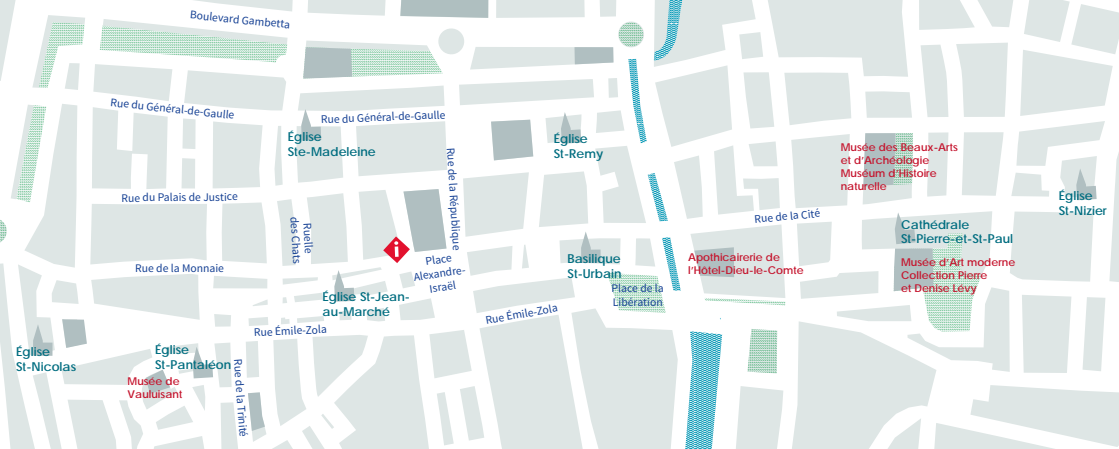 Boulevard Gambetta
Rue du Général-de-Gaulle
Rue du Général-de-Gaulle
Église
Ste-Madeleine
Église
St-Remy
Musée des Beaux-Arts
et d'Archéologie
Muséum d'Histoire
naturelle
Rue du Palais de Justice
Ruelle
des Chats
Rue de la République
Rue de la Cité
Église
St-Nizier
Cathédrale
St-Pierre-et-St-Paul
Musée d'Art moderne
Collection Pierre
et Denise Lévy
i
Place
Alexandre-
Israël
Basilique
St-Urbain
Apothicairerie de
l'Hôtel-Dieu-le-Comte
Rue de la Monnaie
Place de la
Libération
Église St-Jean-
au-Marché
Rue Émile-Zola
Rue Émile-Zola
Église
St-Nicolas
Église
St-Pantaléon
Musée de
Vauluisant
Rue de la Trinité